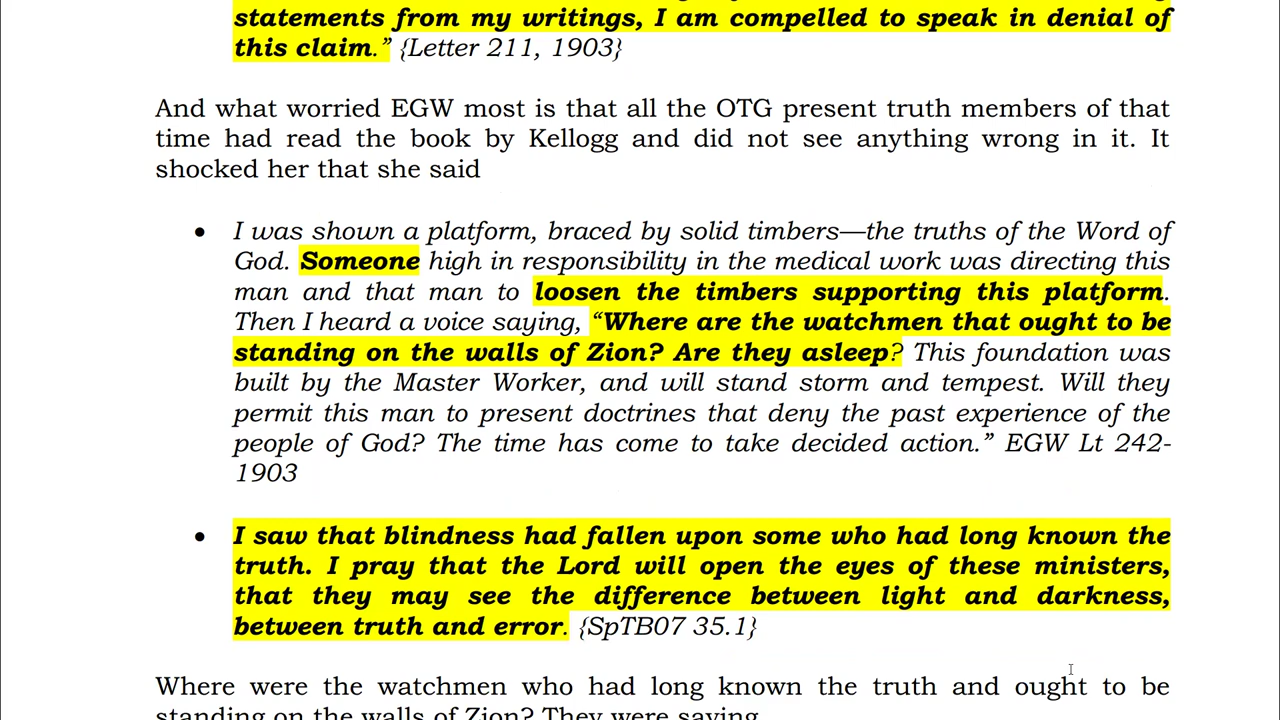 statements from my writings, I am compelled to speak in denial of
this claim.” {Letter 211, 1903}
And what worried EGW most is that all the OTG present truth members of that
time had read the book by Kellogg and did not see anything wrong in it. It
shocked her that she said
• I was shown a platform, braced by solid timbers—the truths of the Word of
God. Someone high in responsibility in the medical work was directing this
man and that man to loosen the timbers supporting this platform.
Then I heard a voice saying, “Where are the watchmen that ought to be
standing on the walls of Zion? Are they asleep? This foundation was
built by the Master Worker, and will stand storm and tempest. Will they
permit this man to present doctrines that deny the past experience of the
people of God? The time has come to take decided action.” EGW Lt 242-
1903
• I saw that blindness had fallen upon some who had long known the
truth. I pray that the Lord will open the eyes of these ministers,
that they may see the difference between light and darkness,
between truth and error. {SpTB07 35.1}
Where were the watchmen who had long known the truth and ought to be
standing on the walls of Zion? They were saying